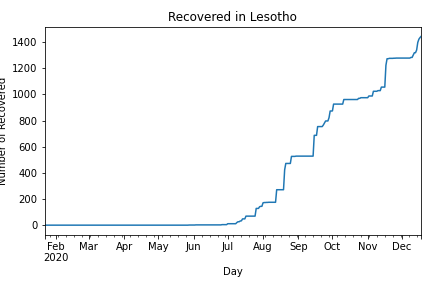 Recovered in Lesotho
Number of Recovered
1400
1200
1000
800
600
400
200
0
Feb Mar Apr May Jun Jul Aug Sep Oct Nov Dec
2020
Day